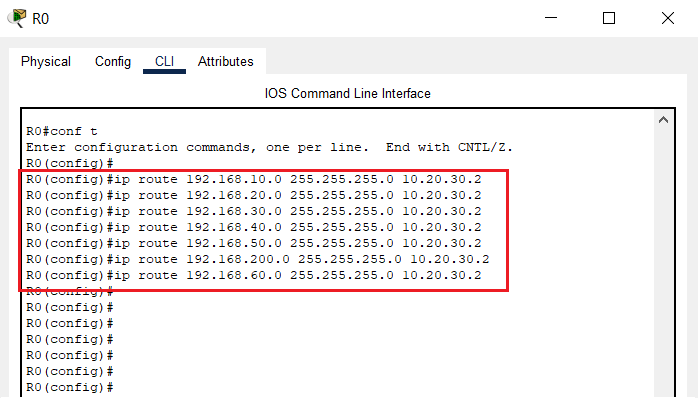 R0
Physical Config CLI Attributes
IOS Command Line Interface
R0#conf t
Enter configuration commands, one per line.  End with CNTL/Z.
R0(config)#
R0(config)#ip route 192.168.10.0 255.255.255.0 10.20.30.2
R0(config)#ip route 192.168.20.0 255.255.255.0 10.20.30.2
R0(config)#ip route 192.168.30.0 255.255.255.0 10.20.30.2
R0(config)#ip route 192.168.40.0 255.255.255.0 10.20.30.2
R0(config)#ip route 192.168.50.0 255.255.255.0 10.20.30.2
R0(config)#ip route 192.168.200.0 255.255.255.0 10.20.30.2
R0(config)#ip route 192.168.60.0 255.255.255.0 10.20.30.2
R0(config)#
R0(config)#
R0(config)#
R0(config)#
R0(config)#
R0(config)#
R0(config)#